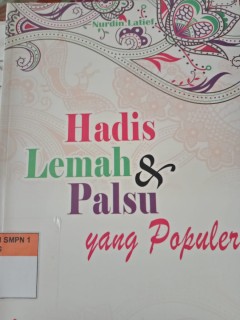 Nurdin Latief
Hadis
Lemah &
Palsu
yang Populer
SMPN 1